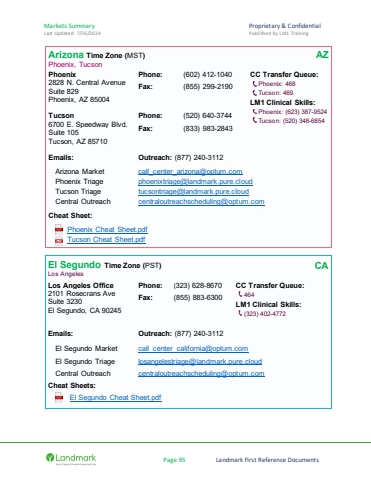 Markets Summary Proprietary & Confidential
Last Updated: 7/26/2024 Published by LM1 Training
Arizona Time Zone (MST) AZ
Phoenix, Tucson
Phoenix Phone: (602) 412-1040 CC Transfer Queue:
2828 N. Central Avenue Fax: (855) 299-2190 Phoenix: 468
Suite 829 Tucson: 469
Phoenix, AZ 85004 LM1 Clinical Skills:
Phoenix: (623) 387-9524
Tucson Phone: (520) 640-3744 Tucson: (520) 348-6854
6700 E. Speedway Blvd. Fax: (833) 983-2843
Suite 105
Tucson, AZ 85710
Emails: Outreach: (877) 240-3112
Arizona Market call_center_arizona@optum.com
Phoenix Triage phoenixtriage@landmark.pure.cloud
Tucson Triage tucsontriage@landmark.pure.cloud
Central Outreach centraloutreachscheduling@optum.com
Cheat Sheet:
Phoenix Cheat Sheet.pdf
Tucson Cheat Sheet.pdf
El Segundo Time Zone (PST) CA
Los Angeles
Los Angeles Office Phone: (323) 628-8670 CC Transfer Queue:
2101 Rosecrans Ave Fax: (855) 883-6300 464
Suite 3230 LM1 Clinical Skills:
El Segundo, CA 90245 (323) 402-4772
Emails: Outreach: (877) 240-3112
El Segundo Market call_center_california@optum.com
El Segundo Triage losangelestriage@landmark.pure.cloud
Central Outreach centraloutreachscheduling@optum.com
Cheat Sheets:
El Segundo Cheat Sheet.pdf
Landmark Page 95 Landmark First Reference Documents